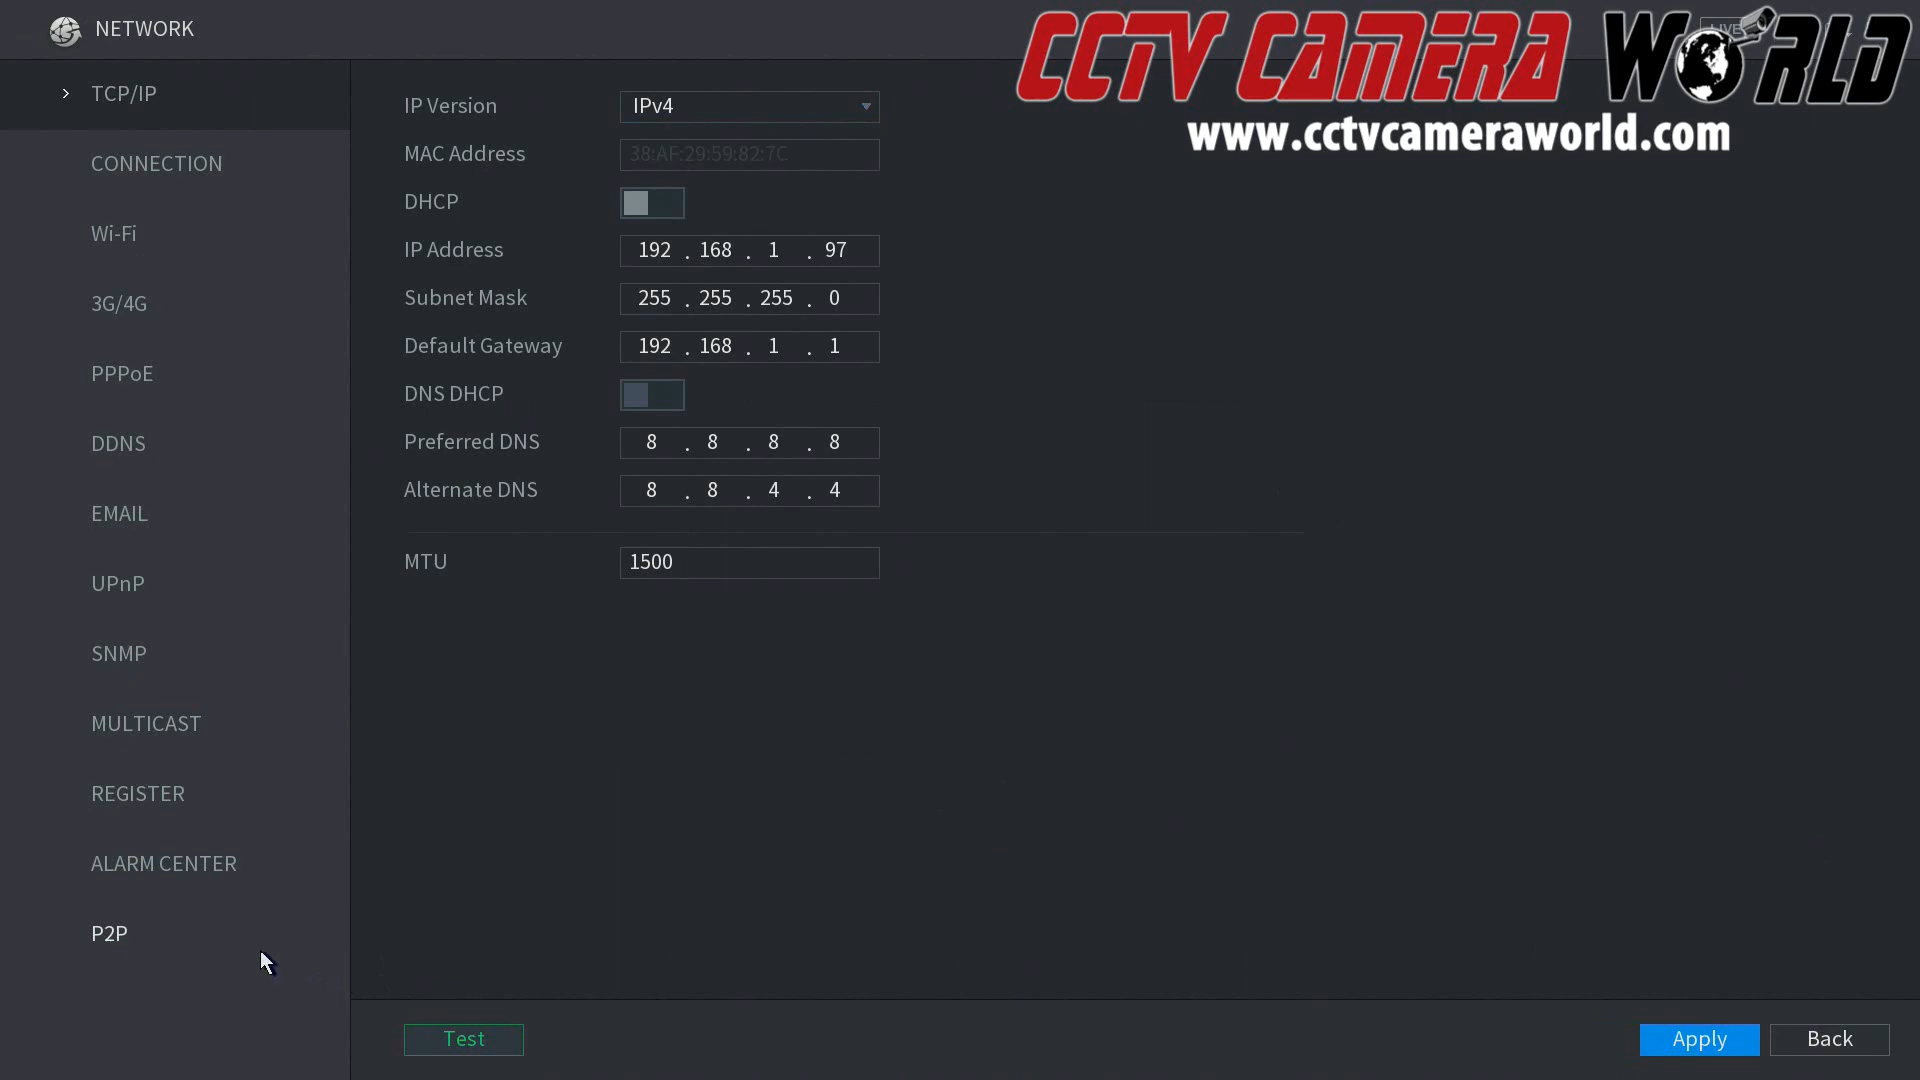 NETWORK
LIVE
CCTV CAMERA WORLD
www.cctvcameraworld.com
TCP/IP
CONNECTION
Wi-Fi
3G/4G
PPPoE
DDNS
EMAIL
UPnP
SNMP
MULTICAST
REGISTER
ALARM CENTER
P2P
IP Version IPv4
MAC Address 38:AF:29:59:82:7C
DHCP
IP Address 192 . 168 . 1 . 97
Subnet Mask 255 . 255 . 255 . 0
Default Gateway 192 . 168 . 1 . 1
DNS DHCP
Preferred DNS 8 . 8 . 8 . 8
Alternate DNS 8 . 8 . 4 . 4
MTU 1500
Test Apply Back